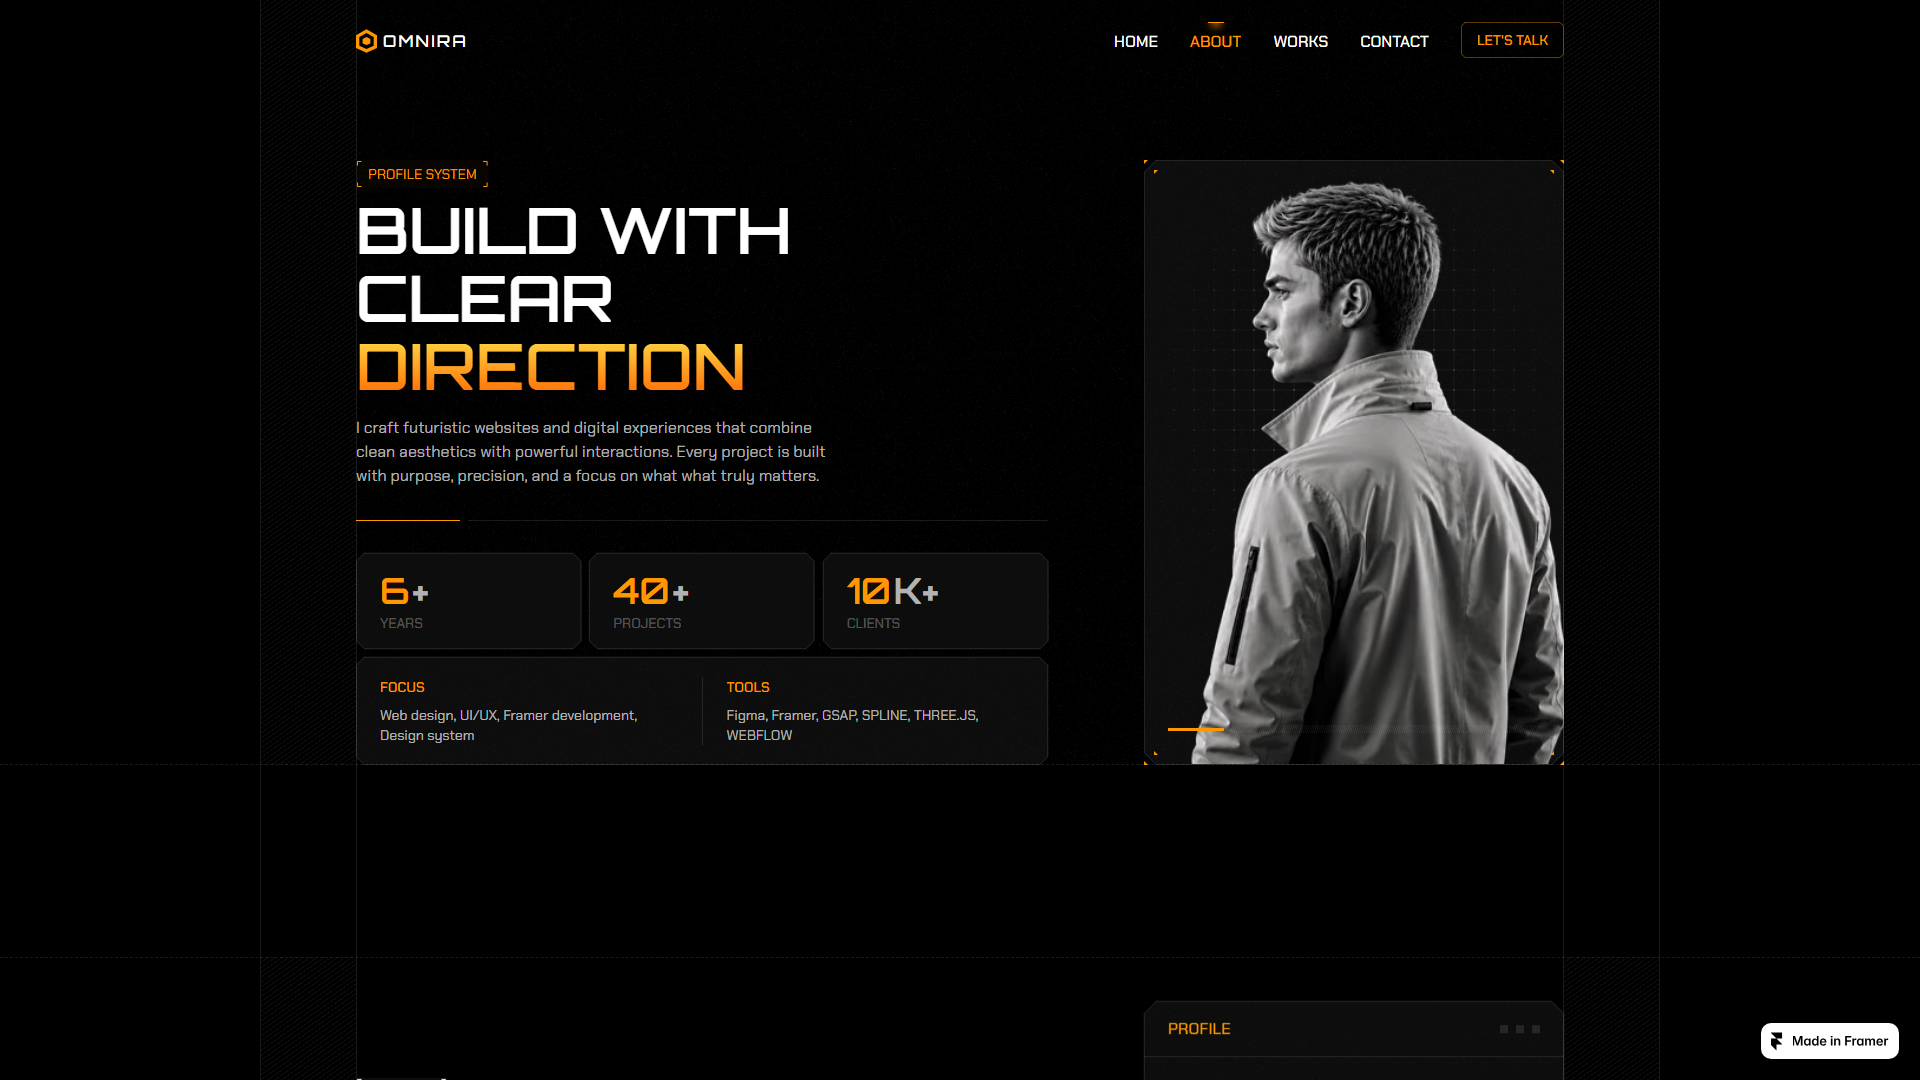 OMNIRA
HOME ABOUT WORKS CONTACT LET'S TALK
PROFILE SYSTEM
BUILD WITH
CLEAR
DIRECTION
I craft futuristic websites and digital experiences that combine
clean aesthetics with powerful interactions. Every project is built
with purpose, precision, and a focus on what what truly matters.
6+
YEARS
40+
PROJECTS
10K+
CLIENTS
FOCUS
Web design, UI/UX, Framer development,
Design system
TOOLS
Figma, Framer, GSAP, SPLINE, THREE.JS,
WEBFLOW
PROFILE
Made in Framer